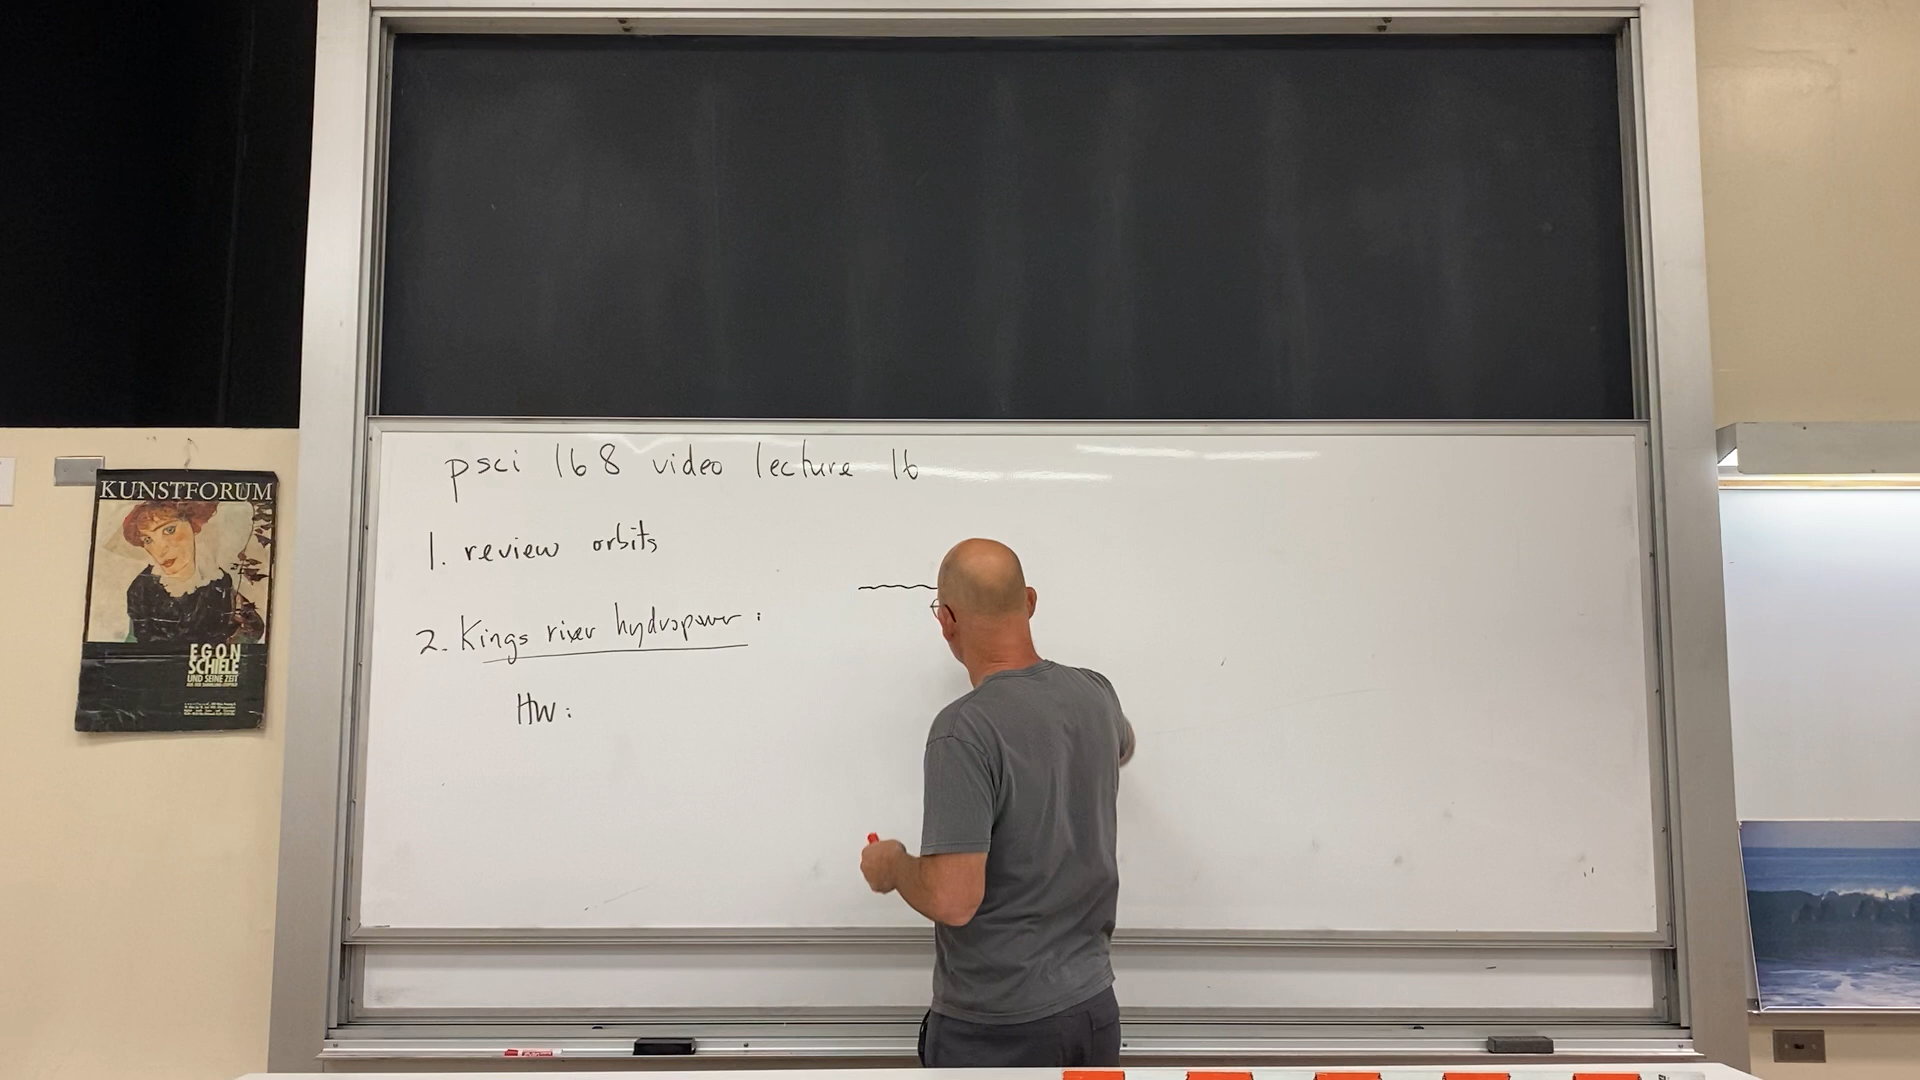 psci 168 video lecture 16
1. review orbits
2. Kings river hydropower :
HW :
KUNSTFORUM
EGON
SCHIELE
UND SEINE ZEIT